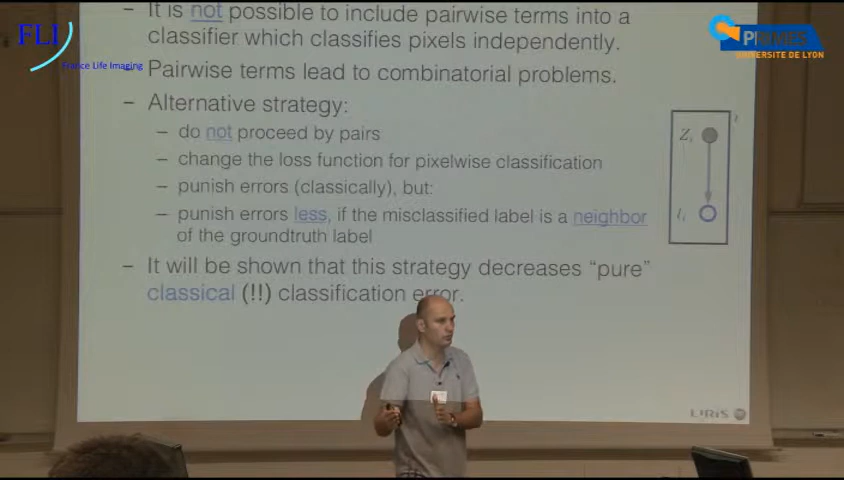 – It is not possible to include pairwise terms into a
classifier which classifies pixels independently.
Pairwise terms lead to combinatorial problems.
– Alternative strategy:
– do not proceed by pairs
– change the loss function for pixelwise classification
– punish errors (classically), but:
– punish errors less, if the misclassified label is a neighbor
of the groundtruth label
– It will be shown that this strategy decreases “pure”
classical (!!) classification error.
Zi
li
FLI
France Life Imaging
PRIMES
UNIVERSITE DE LYON
LIRIS